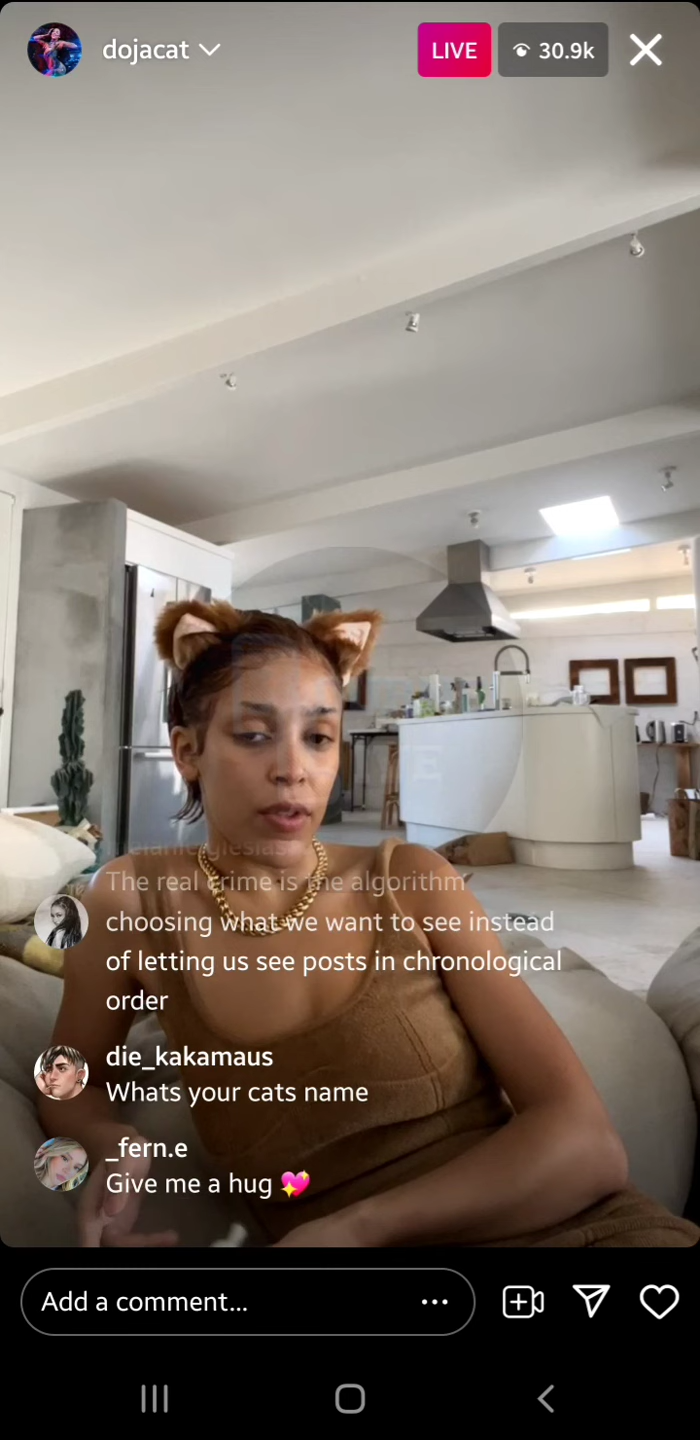 dojacat
LIVE
30.9k
The real crime is the algorithm
choosing what we want to see instead
of letting us see posts in chronological
order
die_kakamaus
Whats your cats name
_fern.e
Give me a hug 💖
Add a comment...